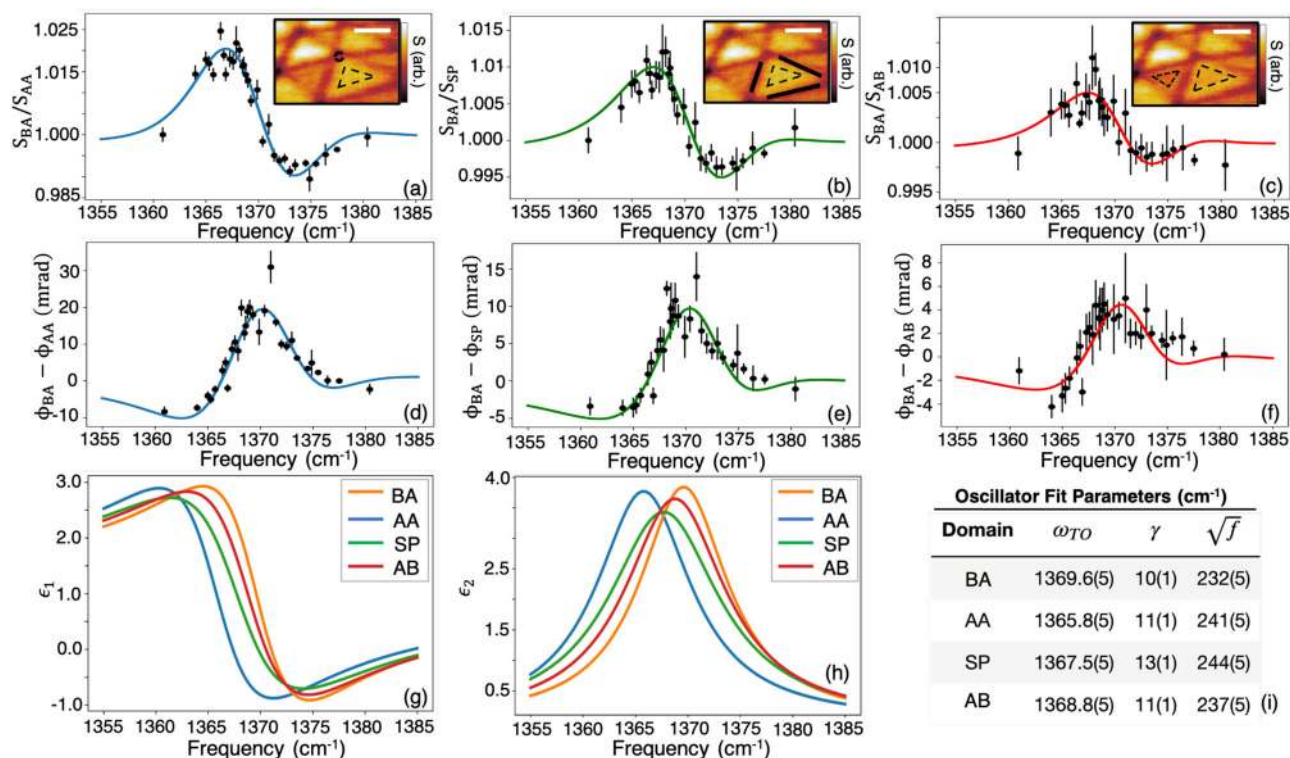 S_BA/S_AA
1.025
1.015
1.000
0.985
S (arb.)
(a)
1355 1360 1365 1370 1375 1380 1385
Frequency (cm⁻¹)
S_BA/S_SP
1.015
1.010
1.005
1.000
0.995
S (arb.)
(b)
1355 1360 1365 1370 1375 1380 1385
Frequency (cm⁻¹)
S_BA/S_AB
1.010
1.005
1.000
0.995
S (arb.)
(c)
1355 1360 1365 1370 1375 1380 1385
Frequency (cm⁻¹)
ϕ_BA − ϕ_AA (mrad)
30
20
10
0
-10
(d)
1355 1360 1365 1370 1375 1380 1385
Frequency (cm⁻¹)
ϕ_BA − ϕ_SP (mrad)
15
10
5
0
-5
(e)
1355 1360 1365 1370 1375 1380 1385
Frequency (cm⁻¹)
ϕ_BA − ϕ_AB (mrad)
8
6
4
2
0
-2
-4
(f)
1355 1360 1365 1370 1375 1380 1385
Frequency (cm⁻¹)
ϵ₁
3.0
2.0
1.0
0.0
-1.0
BA
AA
SP
AB
(g)
1355 1360 1365 1370 1375 1380 1385
Frequency (cm⁻¹)
ϵ₂
4.0
3.5
2.5
1.5
0.5
BA
AA
SP
AB
(h)
1355 1360 1365 1370 1375 1380 1385
Frequency (cm⁻¹)
Oscillator Fit Parameters (cm⁻¹)
Domain ω_TO γ √f
BA 1369.6(5) 10(1) 232(5)
AA 1365.8(5) 11(1) 241(5)
SP 1367.5(5) 13(1) 244(5)
AB 1368.8(5) 11(1) 237(5) (i)